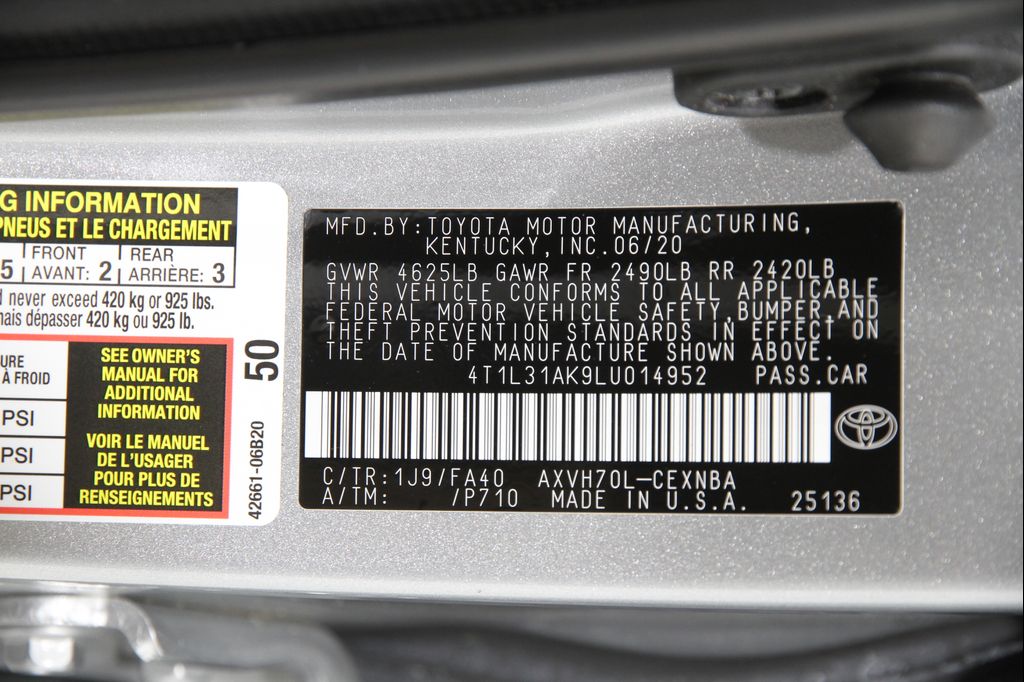 G INFORMATION
PNEUS ET LE CHARGEMENT
5 FRONT AVANT: 2 REAR ARRIÈRE: 3
never exceed 420 kg or 925 lbs.
mais dépasser 420 kg ou 925 lb.
URE
À FROID
PSI
PSI
PSI
SEE OWNER'S
MANUAL FOR
ADDITIONAL
INFORMATION
VOIR LE MANUEL
DE L'USAGER
POUR PLUS DE
RENSEIGNEMENTS
50
42661-06B20
MFD.BY:TOYOTA MOTOR MANUFACTURING,
KENTUCKY,INC.06/20
GVWR 4625LB GAWR FR 2490LB RR 2420LB
THIS VEHICLE CONFORMS TO ALL APPLICABLE
FEDERAL MOTOR VEHICLE SAFETY,BUMPER,AND
THEFT PREVENTION STANDARDS IN EFFECT ON
THE DATE OF MANUFACTURE SHOWN ABOVE.
4T1L31AK9LU014952 PASS.CAR
C/TR:1J9/FA40 AXVH70L-CEXNBA
A/TM: /P710 MADE IN U.S.A. 25136